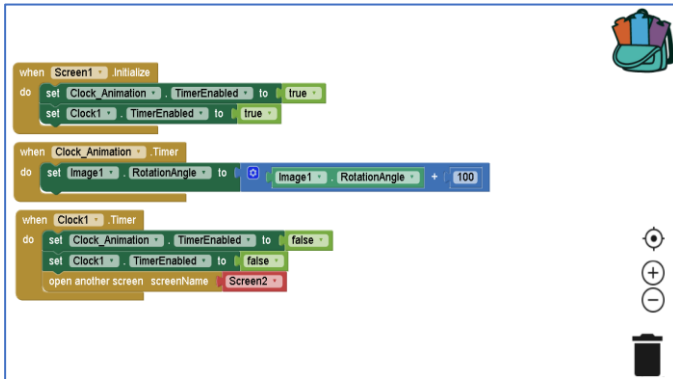 when Screen1 .Initialize
do set Clock_Animation . TimerEnabled to true
set Clock1 . TimerEnabled to true
when Clock_Animation .Timer
do set Image1 . RotationAngle to Image1 . RotationAngle + 100
when Clock1 .Timer
do set Clock_Animation . TimerEnabled to false
set Clock1 . TimerEnabled to false
open another screen screenName Screen2